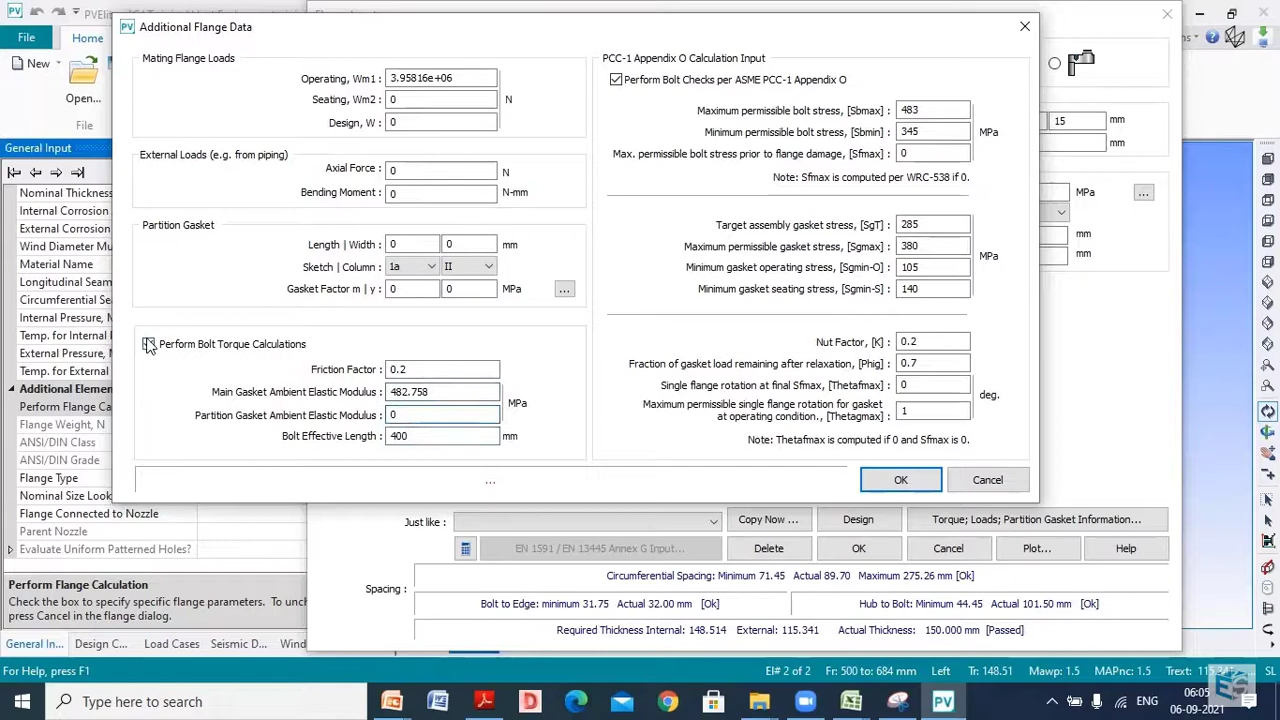 PVElite
File
Home
New
Open...
File
General Input
Nominal Thickness
Internal Corrosion
External Corrosion
Wind Diameter Mu
Material Name
Longitudinal Seam
Circumferential Sea
Internal Pressure,
Temp. for Internal
External Pressure,
Temp. for External
Additional Elemen
Perform Flange Ca
Flange Weight, N
ANSI/DIN Class
ANSI/DIN Grade
Flange Type
Nominal Size Look
Flange Connected to Nozzle
Parent Nozzle
Evaluate Uniform Patterned Holes?
Perform Flange Calculation
Check the box to specify specific flange parameters. To unch
press Cancel in the flange dialog.
General In...
Design C...
Seismic D...
Wind
PV Additional Flange Data
Mating Flange Loads
Operating, Wm1 : 3.95816e+06
Seating, Wm2 : 0 N
Design, W : 0
External Loads (e.g. from piping)
Axial Force : 0 N
Bending Moment : 0 N-mm
Partition Gasket
Length | Width : 0 0 mm
Sketch | Column : 1a II
Gasket Factor m | y : 0 0 MPa ...
Perform Bolt Torque Calculations
Friction Factor : 0.2
Main Gasket Ambient Elastic Modulus : 482.758
MPa
Partition Gasket Ambient Elastic Modulus : 0
Bolt Effective Length : 400 mm
...
PCC-1 Appendix O Calculation Input
Perform Bolt Checks per ASME PCC-1 Appendix O
Maximum permissible bolt stress, [Sbmax] : 483
Minimum permissible bolt stress, [Sbmin] : 345 MPa
Max. permissible bolt stress prior to flange damage, [Sfmax] : 0
Note: Sfmax is computed per WRC-538 if 0.
Target assembly gasket stress, [SgT] : 285
Maximum permissible gasket stress, [Sgmax] : 380
MPa
Minimum gasket operating stress, [Sgmin-O] : 105
Minimum gasket seating stress, [Sgmin-S] : 140
Nut Factor, [K] : 0.2
Fraction of gasket load remaining after relaxation, [Phig] : 0.7
Single flange rotation at final Sfmax, [Thetafmax] : 0
deg.
Maximum permissible single flange rotation for gasket
at operating condition., [Thetagmax] : 1
Note: Thetafmax is computed if 0 and Sfmax is 0.
OK
Cancel
15 mm
mm
MPa ...
mm
mm
Just like :
Copy Now ...
Design
Torque; Loads; Partition Gasket Information...
EN 1591 / EN 13445 Annex G Input...
Delete
OK
Cancel
Plot...
Help
Spacing :
Circumferential Spacing: Minimum 71.45 Actual 89.70 Maximum 275.26 mm [Ok]
Bolt to Edge: minimum 31.75 Actual 32.00 mm [Ok]
Hub to Bolt: Minimum 44.45 Actual 101.50 mm [Ok]
Required Thickness Internal: 148.514 External: 115.341 Actual Thickness: 150.000 mm [Passed]
For Help, press F1
El# 2 of 2
Fr: 500 to 684 mm
Left
Tr: 148.51
Mawp: 1.5
MAPnc: 1.5
Trext: 115.341
SL
Type here to search
ENG
06:05
06-09-2021